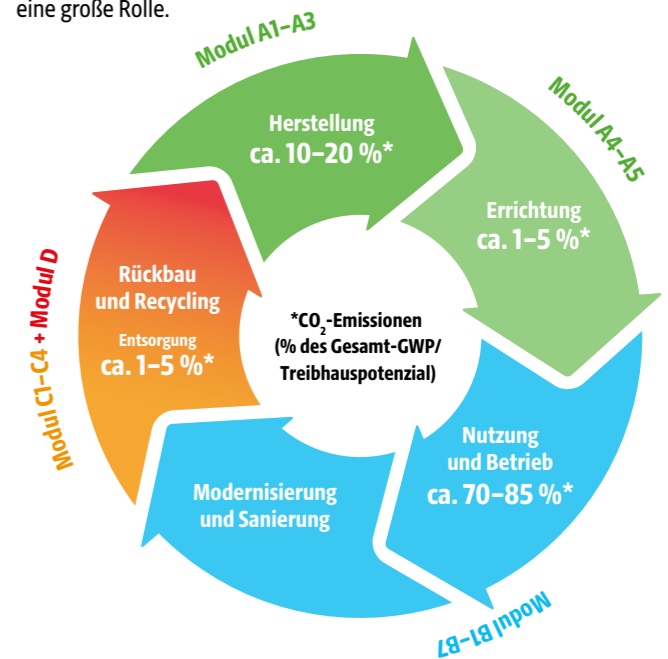 eine große Rolle.
Modul A1–A3
Herstellung
ca. 10–20 %*
Modul A4–A5
Errichtung
ca. 1–5 %*
Nutzung
und Betrieb
ca. 70–85 %*
Modul B1–B7
Modernisierung
und Sanierung
Rückbau
und Recycling
Entsorgung
ca. 1–5 %*
Modul C1–C4 + Modul D
*CO₂-Emissionen
(% des Gesamt-GWP/
Treibhauspotenzial)